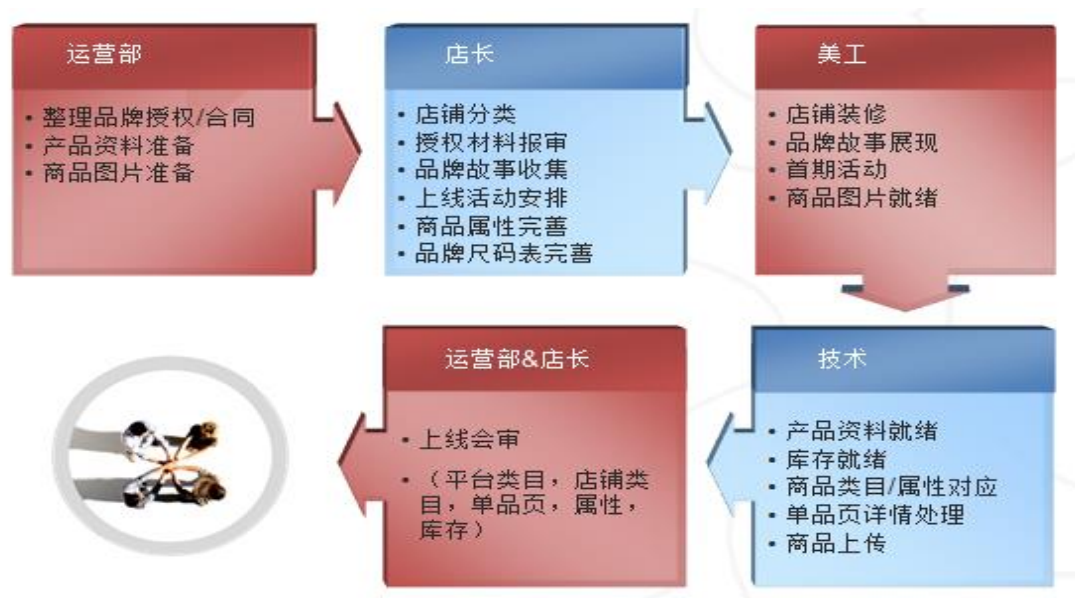 运营部
• 整理品牌授权/合同
• 产品资料准备
• 商品图片准备
店长
• 店铺分类
• 授权材料报审
• 品牌故事收集
• 上线活动安排
• 商品属性完善
• 品牌尺码表完善
美工
• 店铺装修
• 品牌故事展现
• 首期活动
• 商品图片就绪
技术
• 产品资料就绪
• 库存就绪
• 商品类目/属性对应
• 单品页详情处理
• 商品上传
运营部&店长
• 上线会审
• （平台类目，店铺类
目，单品页，属性，
库存）